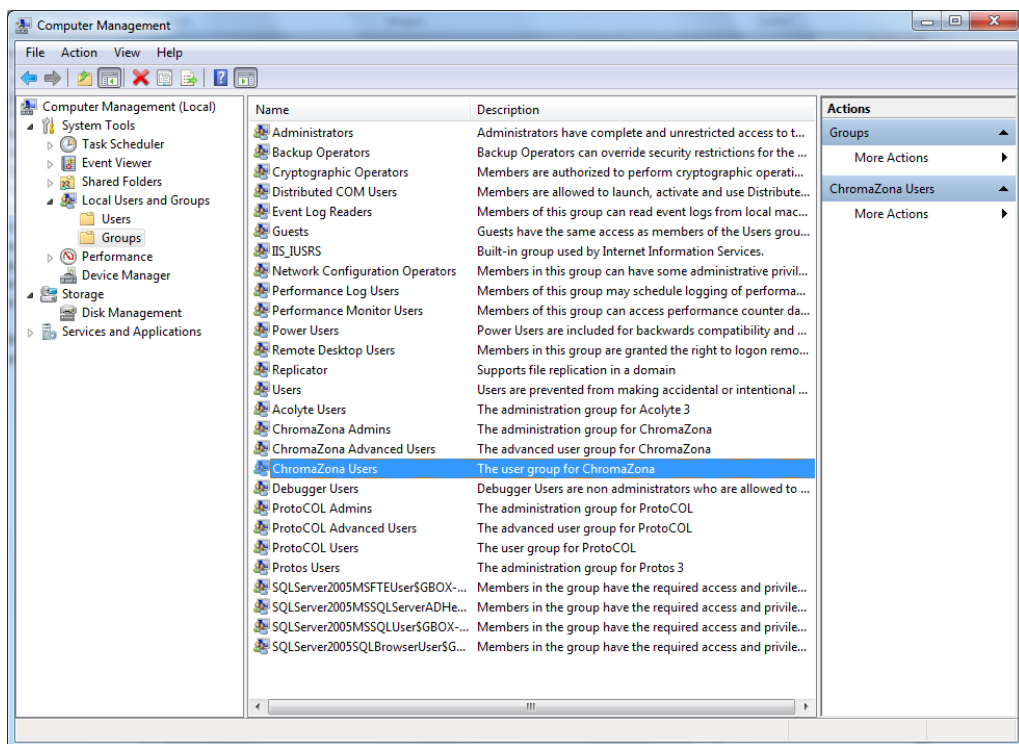 Computer Management
File Action View Help
Computer Management (Local)
System Tools
Task Scheduler
Event Viewer
Shared Folders
Local Users and Groups
Users
Groups
Performance
Device Manager
Storage
Disk Management
Services and Applications
Name Description
Administrators Administrators have complete and unrestricted access to t...
Backup Operators Backup Operators can override security restrictions for the ...
Cryptographic Operators Members are authorized to perform cryptographic operati...
Distributed COM Users Members are allowed to launch, activate and use Distribute...
Event Log Readers Members of this group can read event logs from local mac...
Guests Guests have the same access as members of the Users grou...
IIS_IUSRS Built-in group used by Internet Information Services.
Network Configuration Operators Members in this group can have some administrative privil...
Performance Log Users Members of this group may schedule logging of performa...
Performance Monitor Users Members of this group can access performance counter da...
Power Users Power Users are included for backwards compatibility and ...
Remote Desktop Users Members in this group are granted the right to logon remo...
Replicator Supports file replication in a domain
Users Users are prevented from making accidental or intentional ...
Acolyte Users The administration group for Acolyte 3
ChromaZona Admins The administration group for ChromaZona
ChromaZona Advanced Users The advanced user group for ChromaZona
ChromaZona Users The user group for ChromaZona
Debugger Users Debugger Users are non administrators who are allowed to ...
ProtoCOL Admins The administration group for ProtoCOL
ProtoCOL Advanced Users The advanced user group for ProtoCOL
ProtoCOL Users The user group for ProtoCOL
Protos Users The administration group for Protos 3
SQLServer2005MSFTEUser$GBOX-... Members in the group have the required access and privile...
SQLServer2005MSSQLServerADHe... Members in the group have the required access and privile...
SQLServer2005MSSQLUser$GBOX-... Members in the group have the required access and privile...
SQLServer2005SQLBrowserUser$G... Members in the group have the required access and privile...
Actions
Groups
More Actions
ChromaZona Users
More Actions